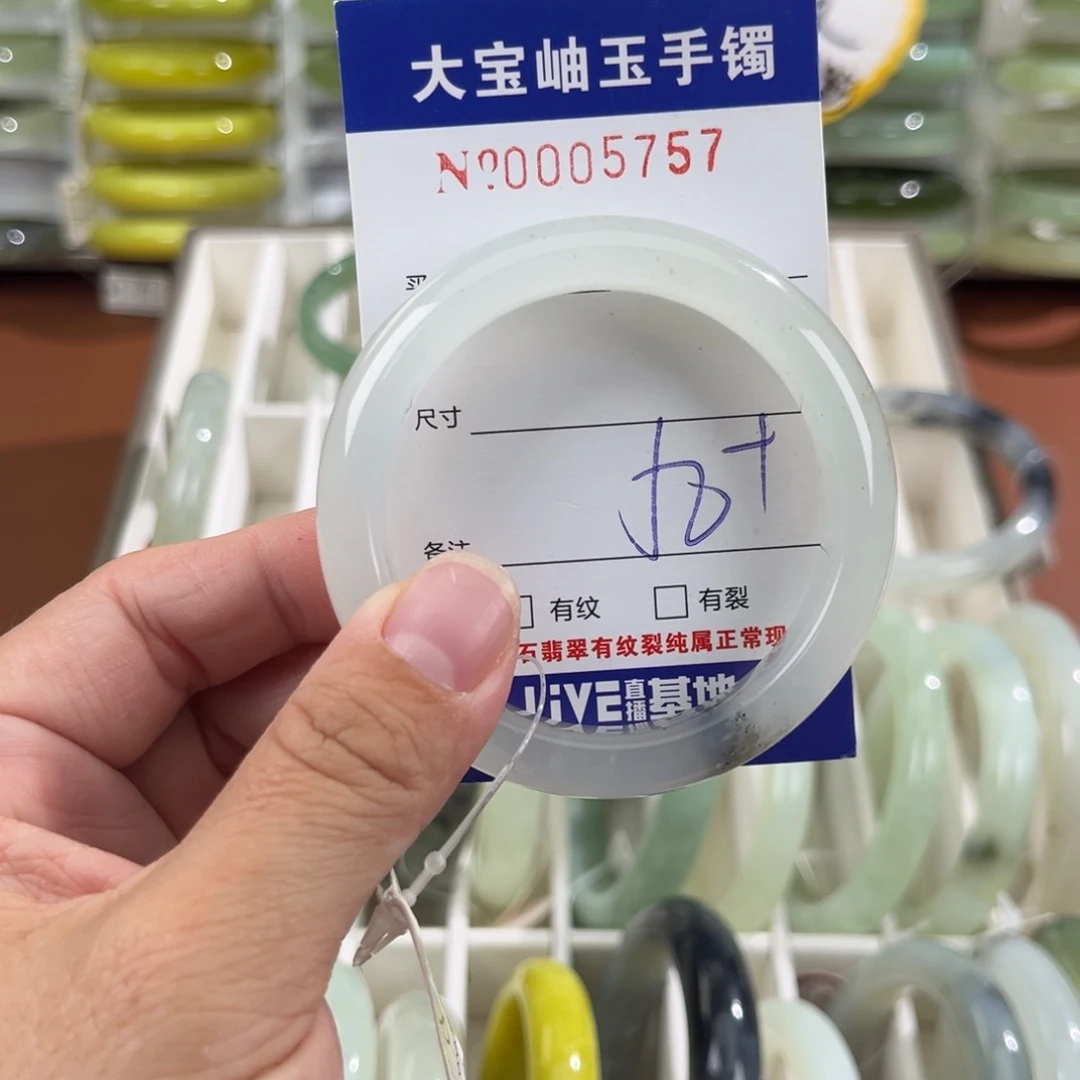 大宝岫玉手镯
Nº0005757
尺寸
备注
有纹
有裂
石翡翠有纹裂纯属正常现
LiVE直播基地